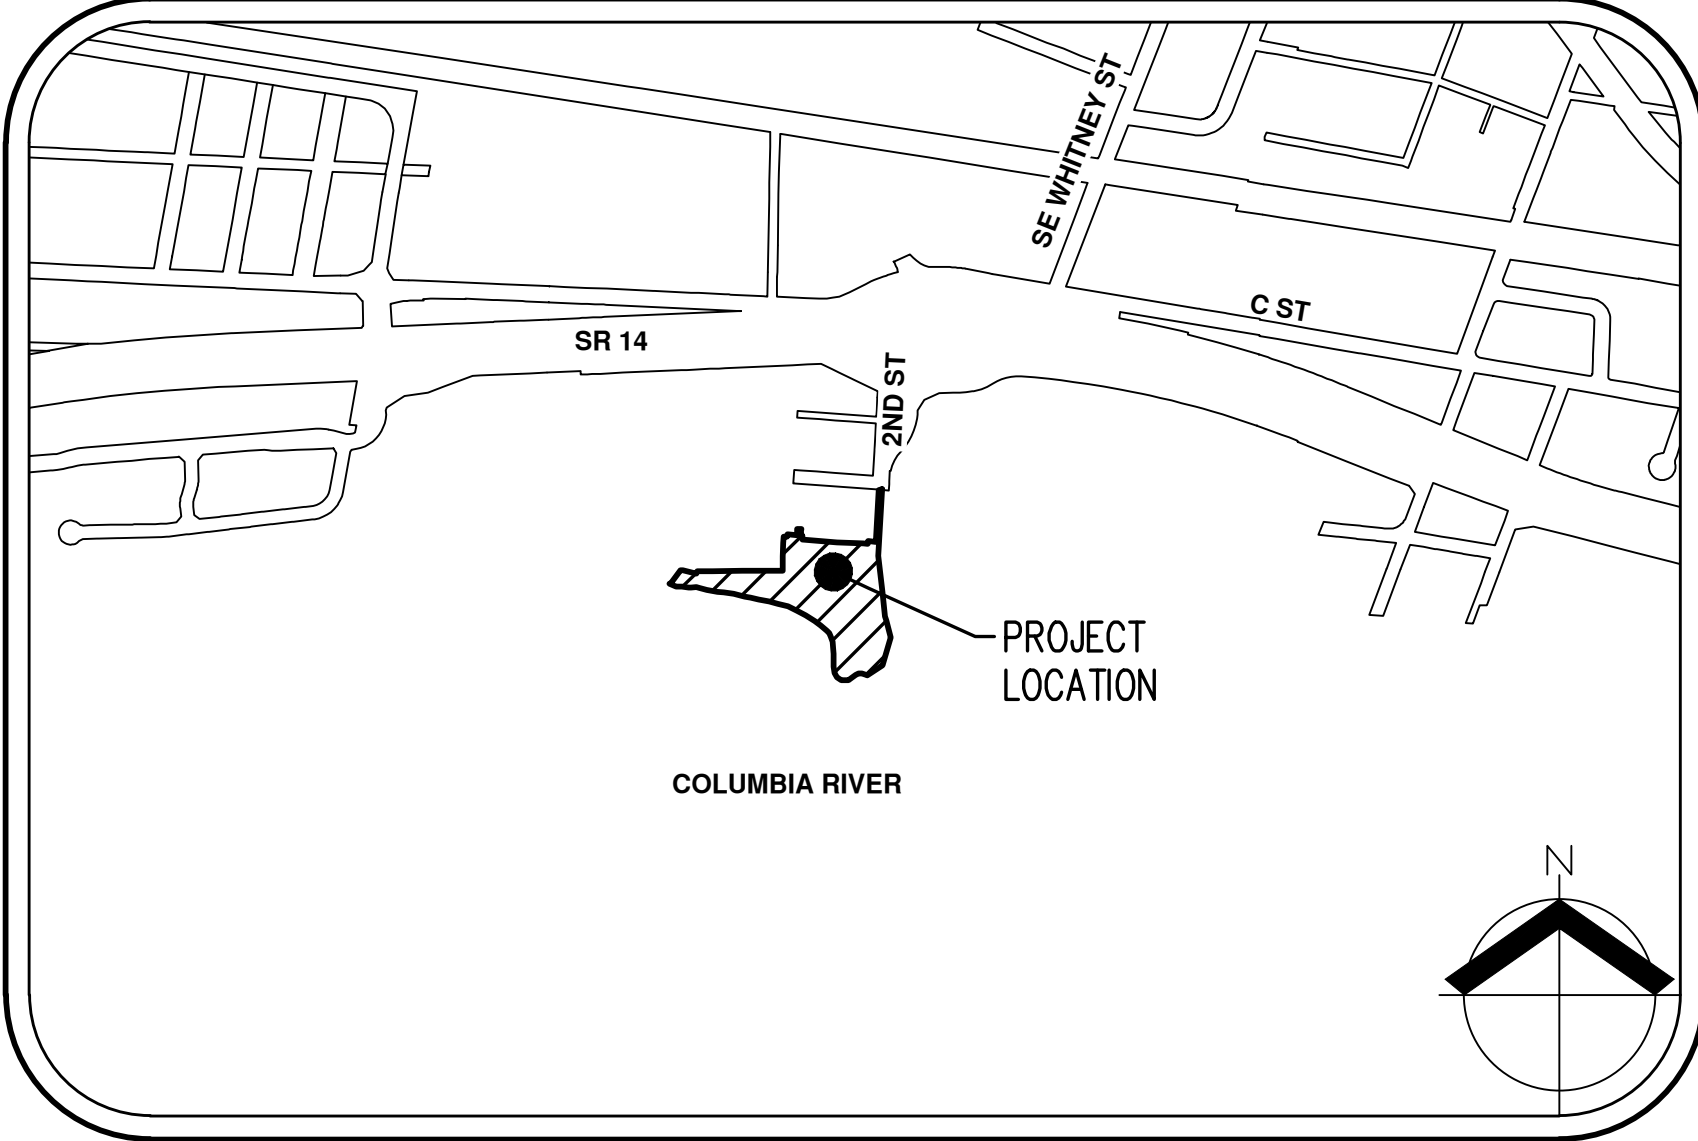 SE WHITNEY ST
C ST
SR 14
2ND ST
PROJECT
LOCATION
COLUMBIA RIVER
N